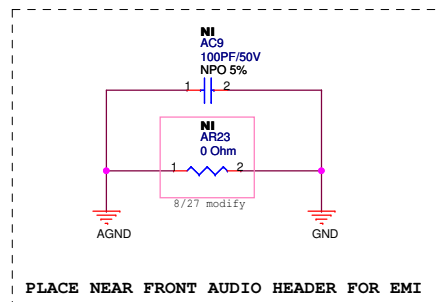 NI
AC9
100PF/50V
NPO 5%
1 2
NI
AR23
0 Ohm
1 2
8/27 modify
AGND GND
PLACE NEAR FRONT AUDIO HEADER FOR EMI